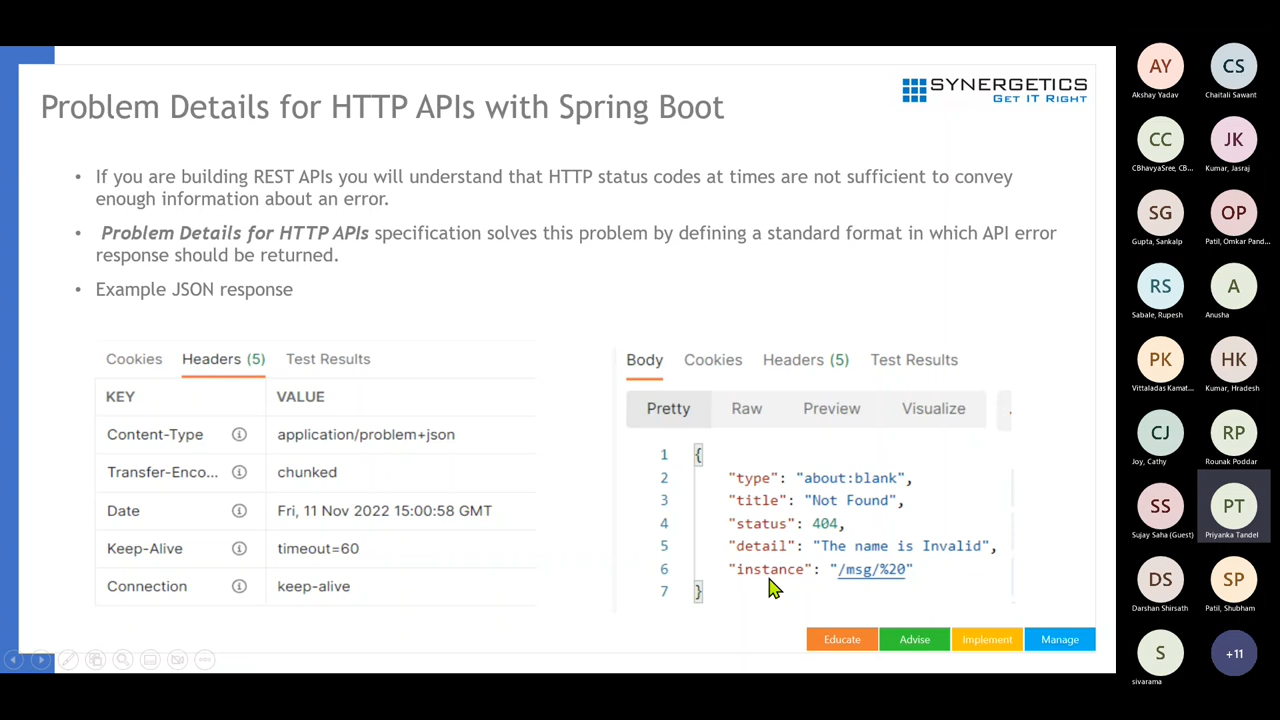 SYNERGETICS
GET IT RIGHT
Problem Details for HTTP APIs with Spring Boot
• If you are building REST APIs you will understand that HTTP status codes at times are not sufficient to convey
enough information about an error.
• Problem Details for HTTP APIs specification solves this problem by defining a standard format in which API error
response should be returned.
• Example JSON response
Cookies Headers (5) Test Results
KEY VALUE
Content-Type application/problem+json
Transfer-Enco... chunked
Date Fri, 11 Nov 2022 15:00:58 GMT
Keep-Alive timeout=60
Connection keep-alive
Body Cookies Headers (5) Test Results
Pretty Raw Preview Visualize
1 {
2 "type": "about:blank",
3 "title": "Not Found",
4 "status": 404,
5 "detail": "The name is Invalid",
6 "instance": "/msg/%20"
7 }
Educate Advise Implement Manage
AY CS
Akshay Yadav Chaitali Sawant
CC JK
CBhavyaSree, CB... Kumar, Jasraj
SG OP
Gupta, Sankalp Patil, Omkar Pand...
RS A
Sabale, Rupesh Anusha
PK HK
Vittaladas Kamat... Kumar, Hradesh
CJ RP
Joy, Cathy Rounak Poddar
SS PT
Sujay Saha (Guest) Priyanka Tandel
DS SP
Darshan Shirsath Patil, Shubham
S +11
sivarama